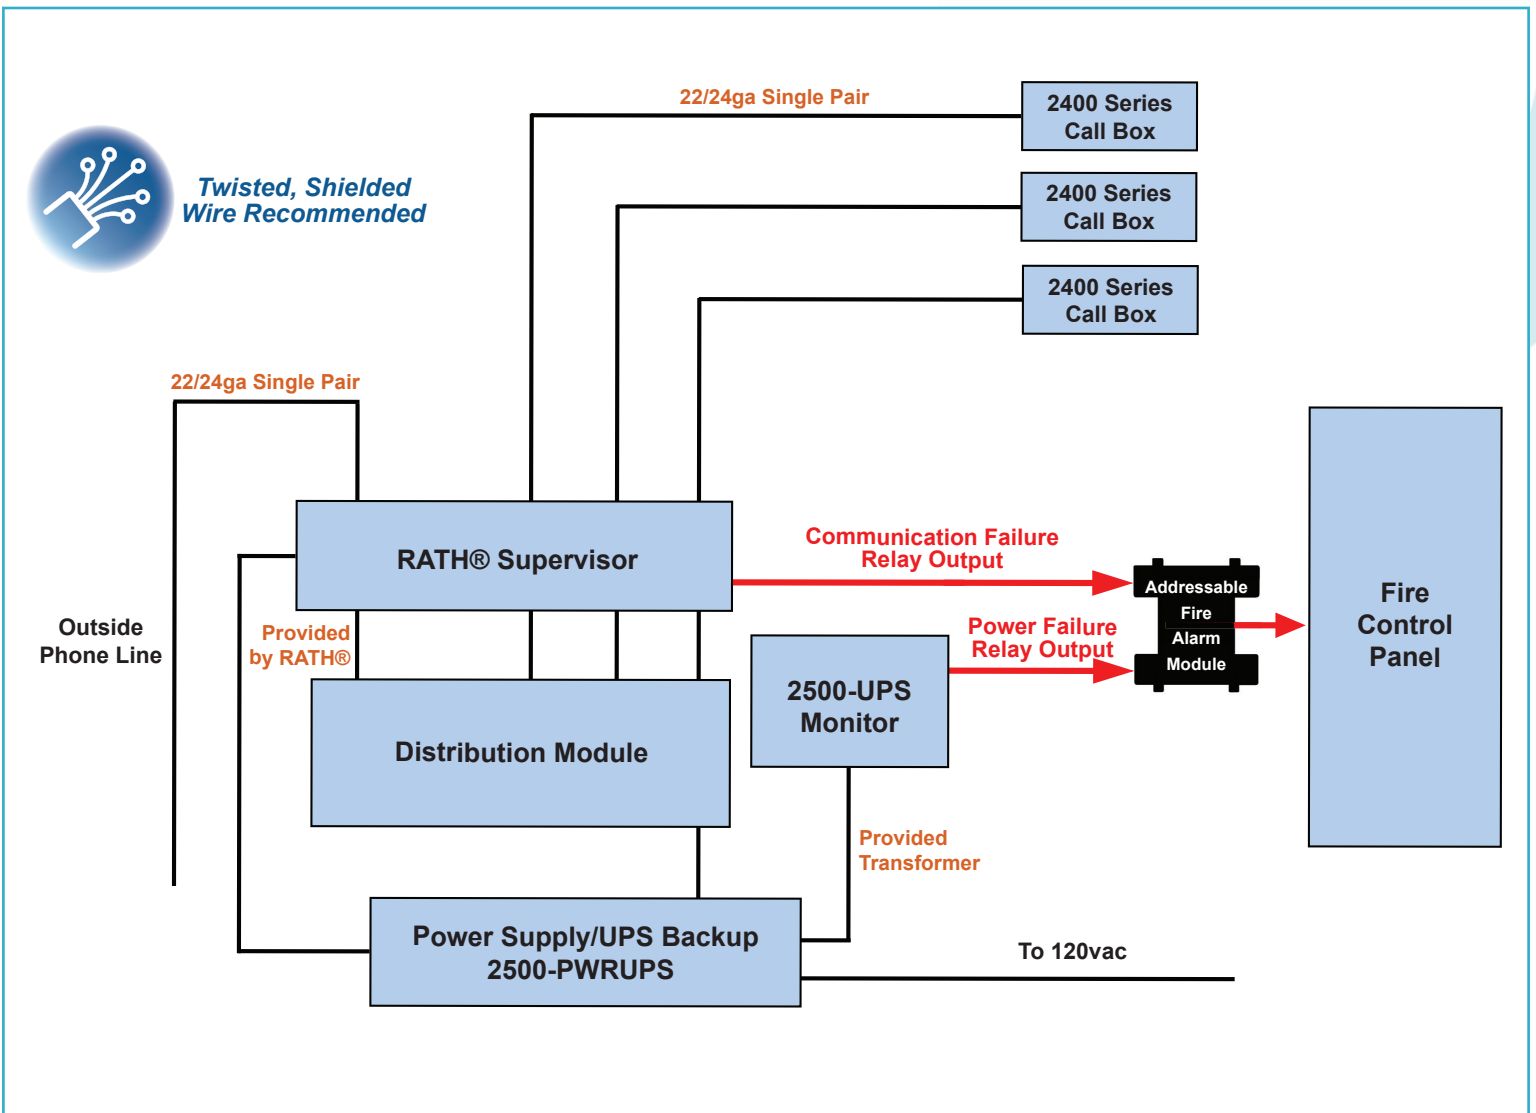 22/24ga Single Pair
2400 Series
Call Box
Twisted, Shielded
Wire Recommended
2400 Series
Call Box
2400 Series
Call Box
22/24ga Single Pair
RATH® Supervisor
Communication Failure
Relay Output
Addressable
Fire
Alarm
Module
Fire
Control
Panel
Outside
Phone Line
Provided
by RATH®
Power Failure
Relay Output
2500-UPS
Monitor
Distribution Module
Provided
Transformer
Power Supply/UPS Backup
2500-PWRUPS
To 120vac